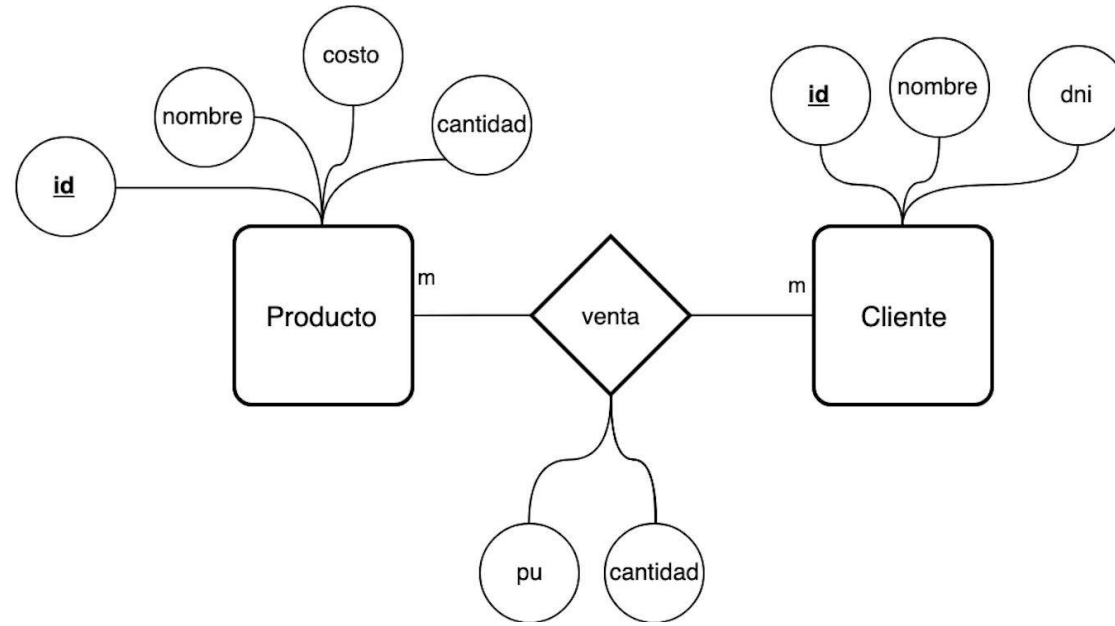 costo
nombre
cantidad
id
id
nombre
dni
Producto
m
venta
m
Cliente
pu
cantidad